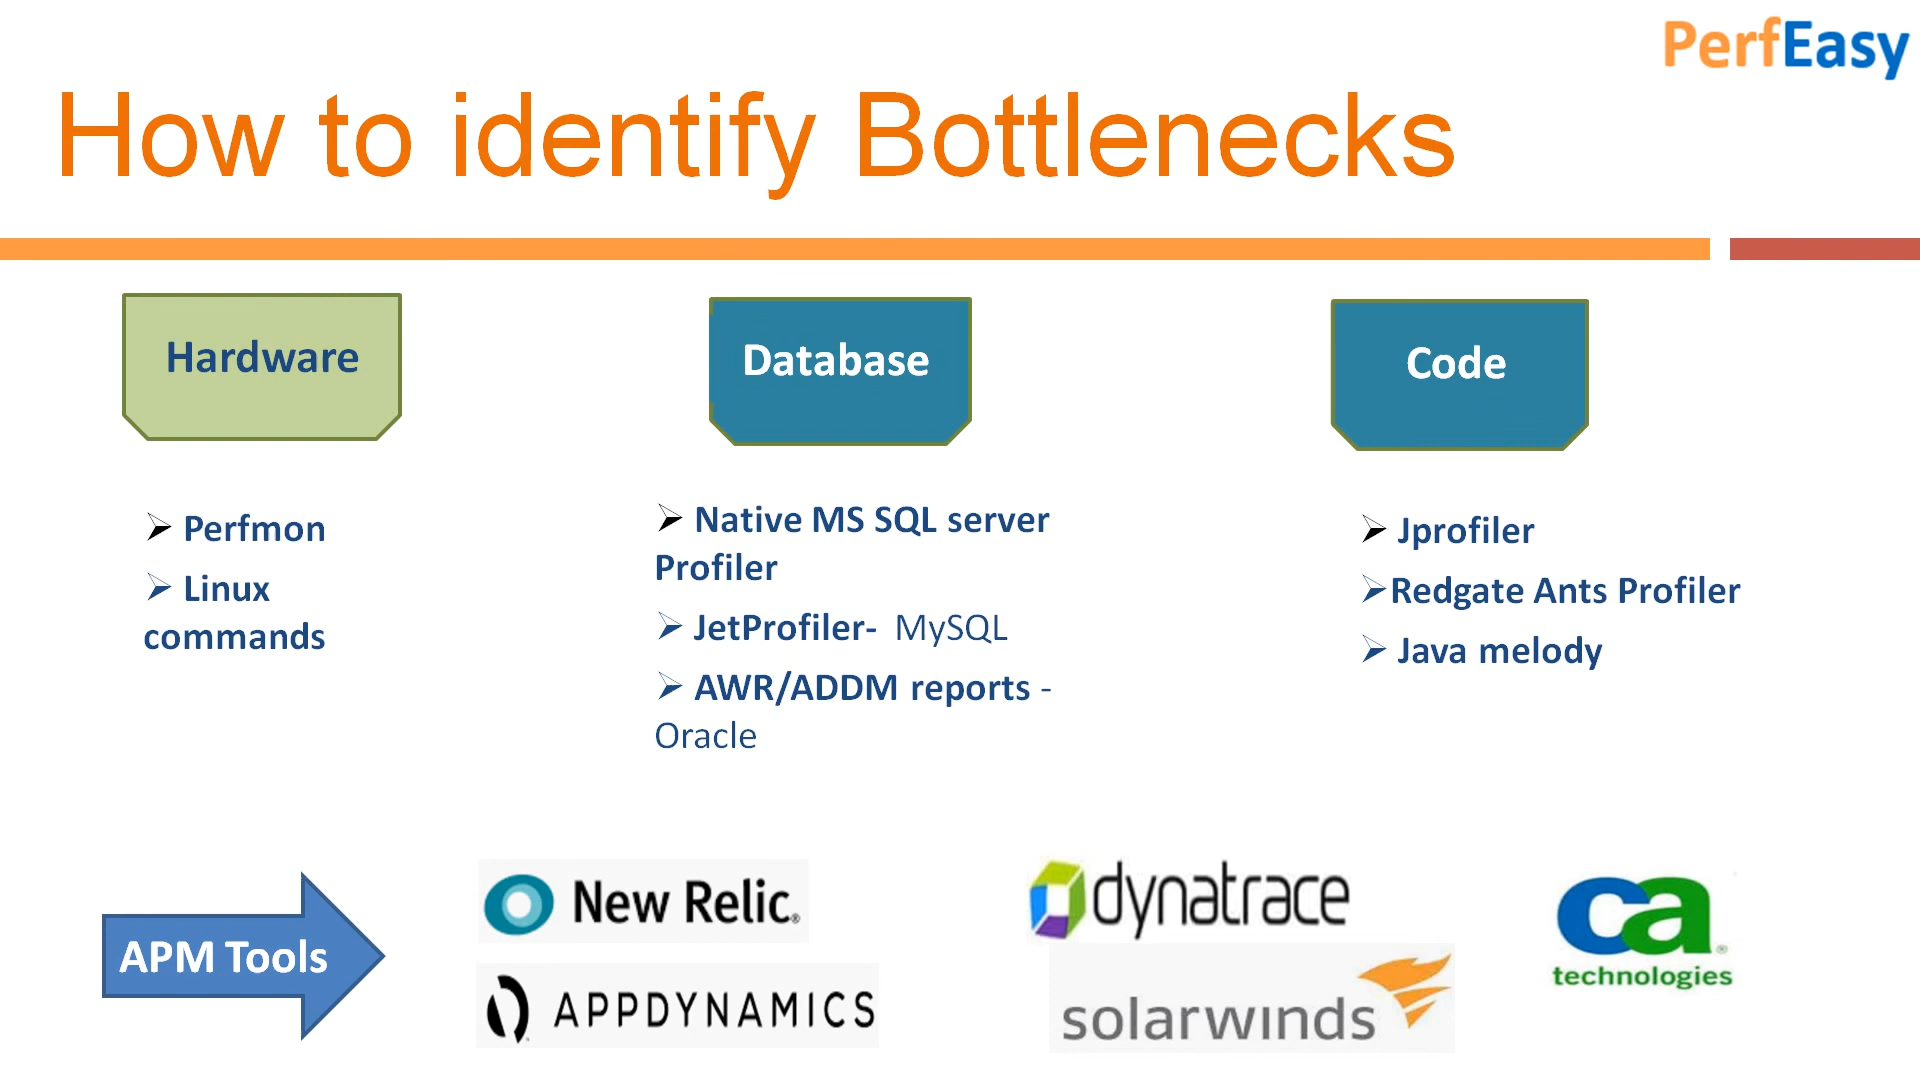 PerfEasy
How to identify Bottlenecks
Hardware
Database
Code
Perfmon
Linux
commands
Native MS SQL server
Profiler
JetProfiler- MySQL
AWR/ADDM reports -
Oracle
Jprofiler
Redgate Ants Profiler
Java melody
APM Tools
New Relic®
APPDYNAMICS
dynatrace
solarwinds
ca®
technologies